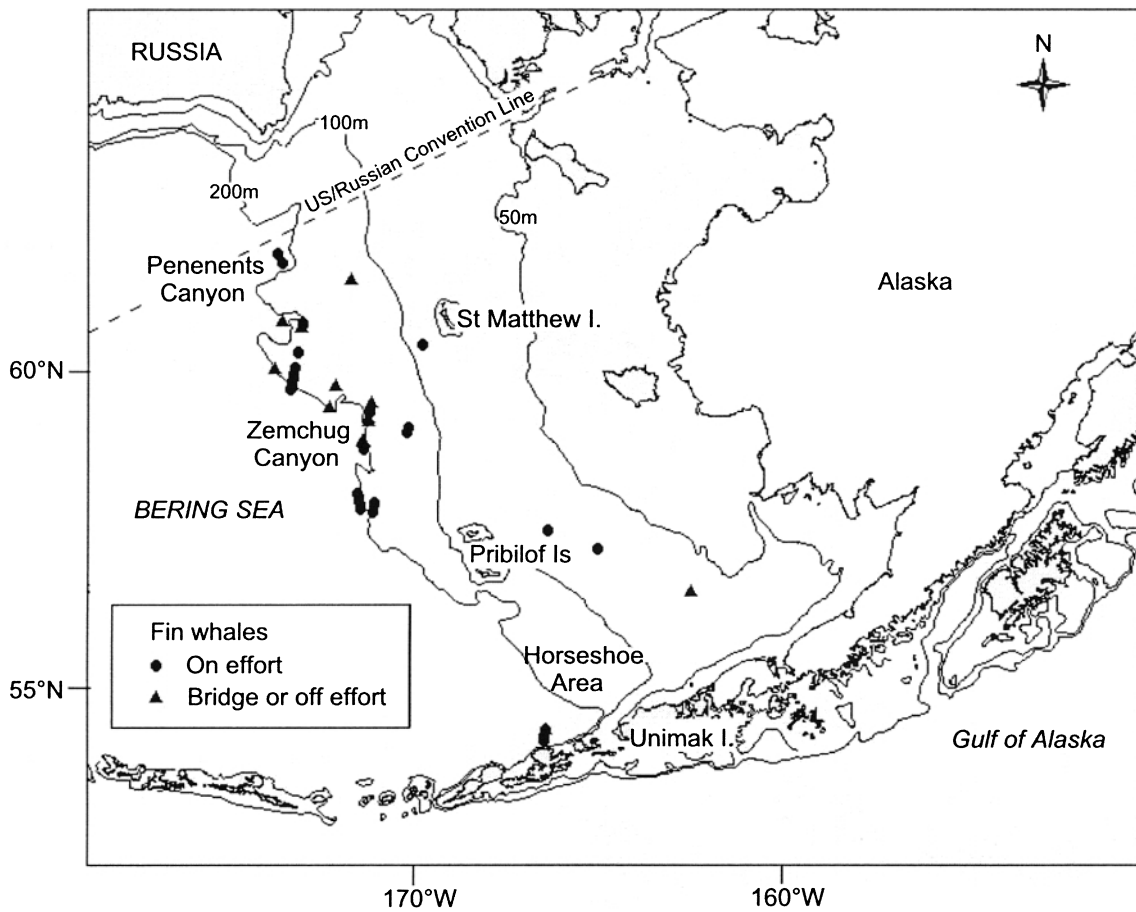 RUSSIA
N
US/Russian Convention Line
100m
200m
50m
Penenents
Canyon
St Matthew I.
Alaska
60°N
Zemchug
Canyon
BERING SEA
Pribilof Is
Fin whales
On effort
Bridge or off effort
Horseshoe
Area
55°N
Unimak I.
Gulf of Alaska
170°W
160°W